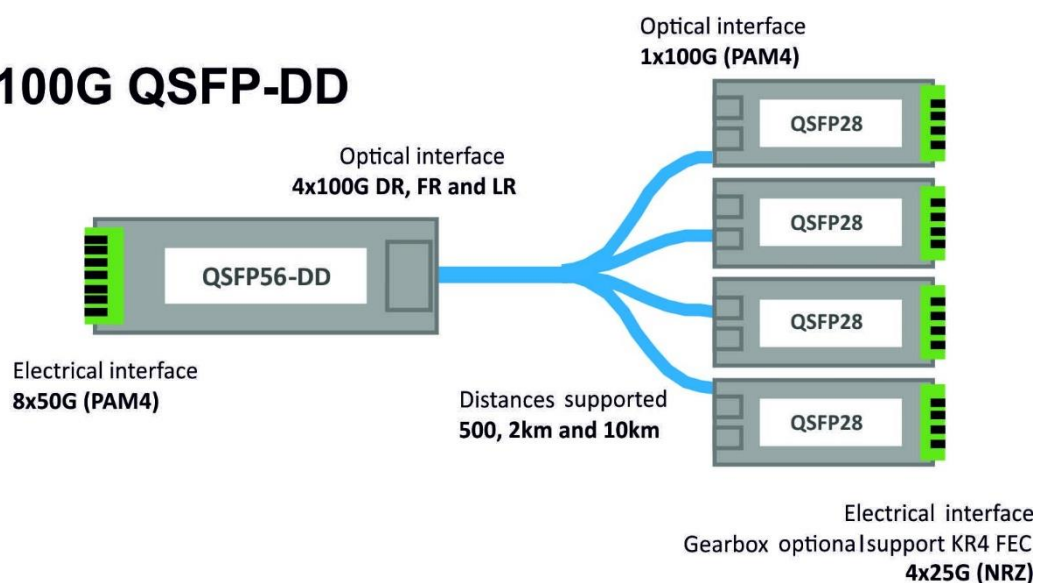 100G QSFP-DD
Optical interface
1x100G (PAM4)
Optical interface
4x100G DR, FR and LR
QSFP56-DD
QSFP28
QSFP28
QSFP28
QSFP28
Electrical interface
8x50G (PAM4)
Distances supported
500, 2km and 10km
Electrical interface
Gearbox optionalsupport KR4 FEC
4x25G (NRZ)